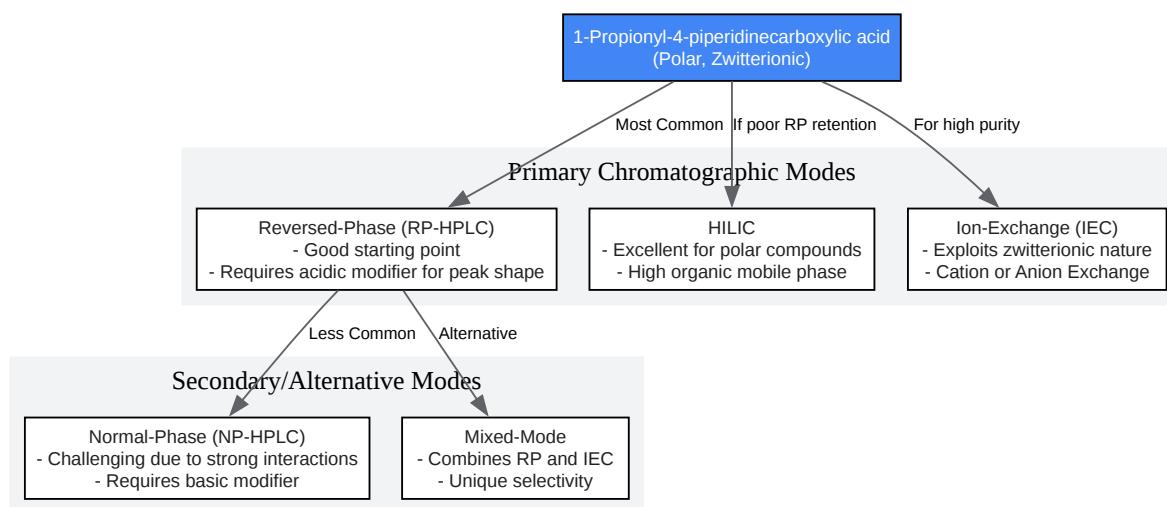 1-Propionyl-4-piperidinecarboxylic acid
(Polar, Zwitterionic)
Most Common
If poor RP retention
For high purity
Primary Chromatographic Modes
Reversed-Phase (RP-HPLC)
- Good starting point
- Requires acidic modifier for peak shape
HILIC
- Excellent for polar compounds
- High organic mobile phase
Ion-Exchange (IEC)
- Exploits zwitterionic nature
- Cation or Anion Exchange
Less Common
Alternative
Secondary/Alternative Modes
Normal-Phase (NP-HPLC)
- Challenging due to strong interactions
- Requires basic modifier
Mixed-Mode
- Combines RP and IEC
- Unique selectivity